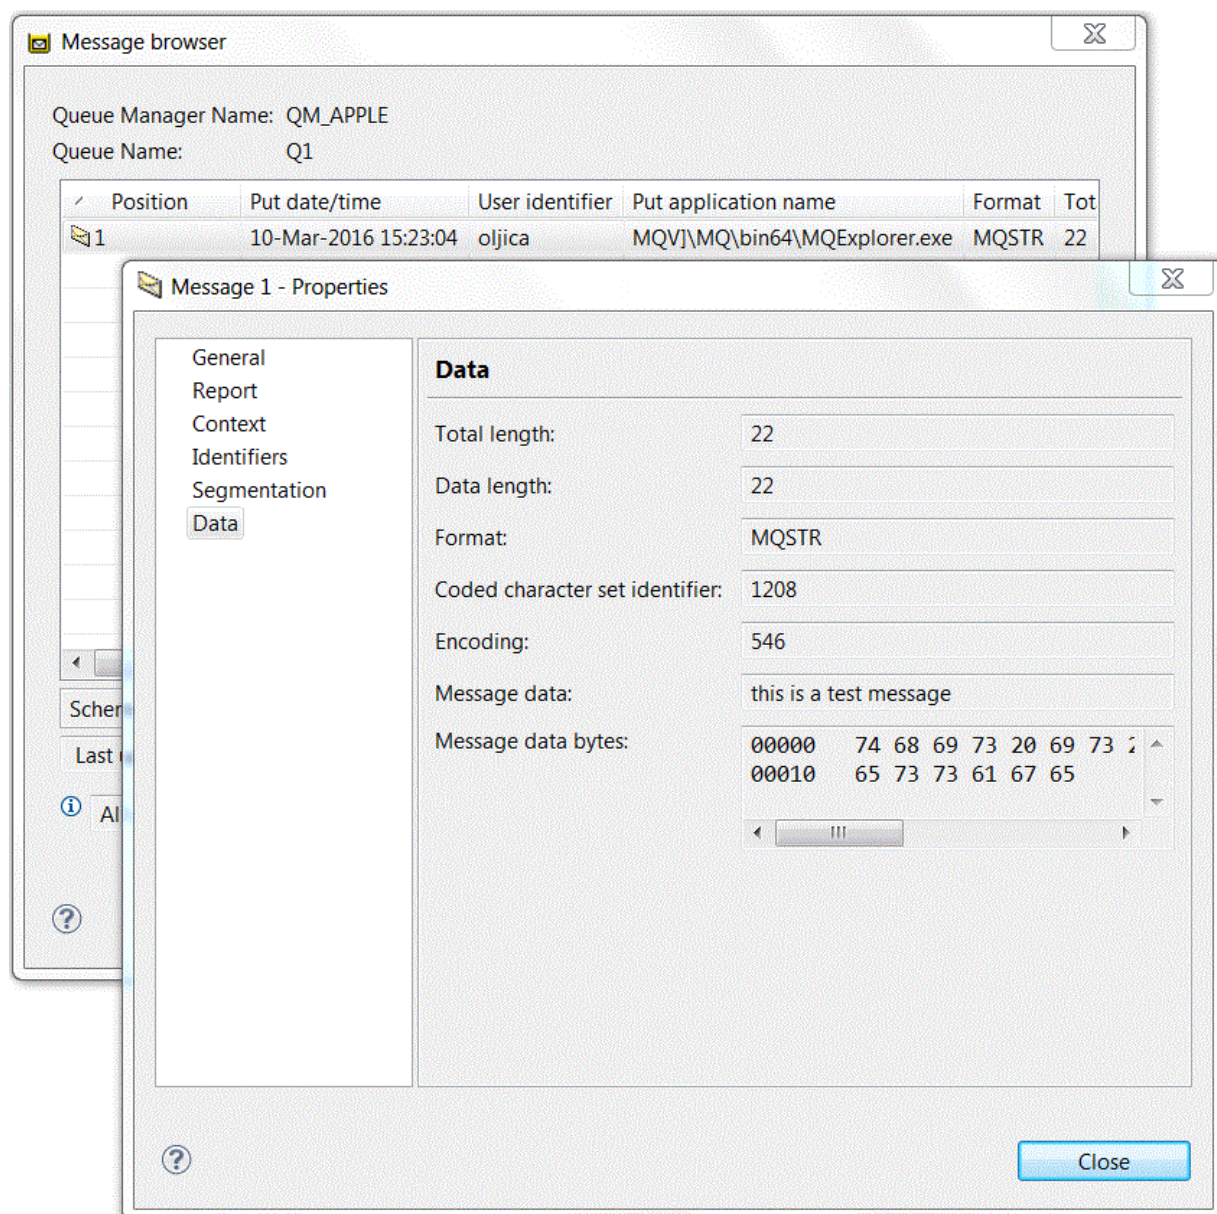 Message browser
Queue Manager Name: QM_APPLE
Queue Name: Q1
Position Put date/time User identifier Put application name Format Tot
1 10-Mar-2016 15:23:04 oljica MQV]\MQ\bin64\MQExplorer.exe MQSTR 22
Message 1 - Properties
General
Report
Context
Identifiers
Segmentation
Data
Data
Total length: 22
Data length: 22
Format: MQSTR
Coded character set identifier: 1208
Encoding: 546
Message data: this is a test message
Message data bytes: 00000 74 68 69 73 20 69 73
00010 65 73 73 61 67 65
Scher
Last
Al
Close